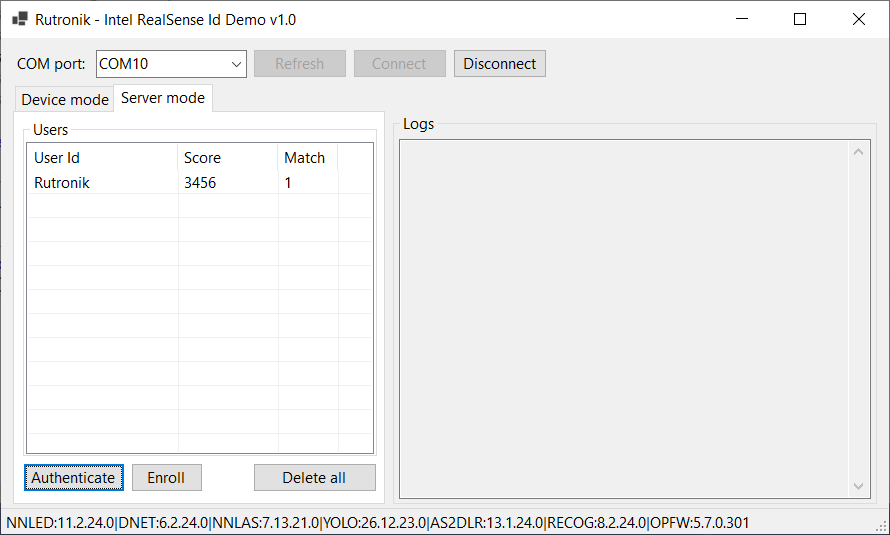 Rutronik - Intel RealSense Id Demo v1.0
COM port: COM10 Refresh Connect Disconnect
Device mode Server mode
Users
Logs
User Id Score Match
Rutronik 3456 1
Authenticate Enroll Delete all
NNLED:11.2.24.0|DNET:6.2.24.0|NNLAS:7.13.21.0|YOLO:26.12.23.0|AS2DLR:13.1.24.0|RECOG:8.2.24.0|OPFW:5.7.0.301